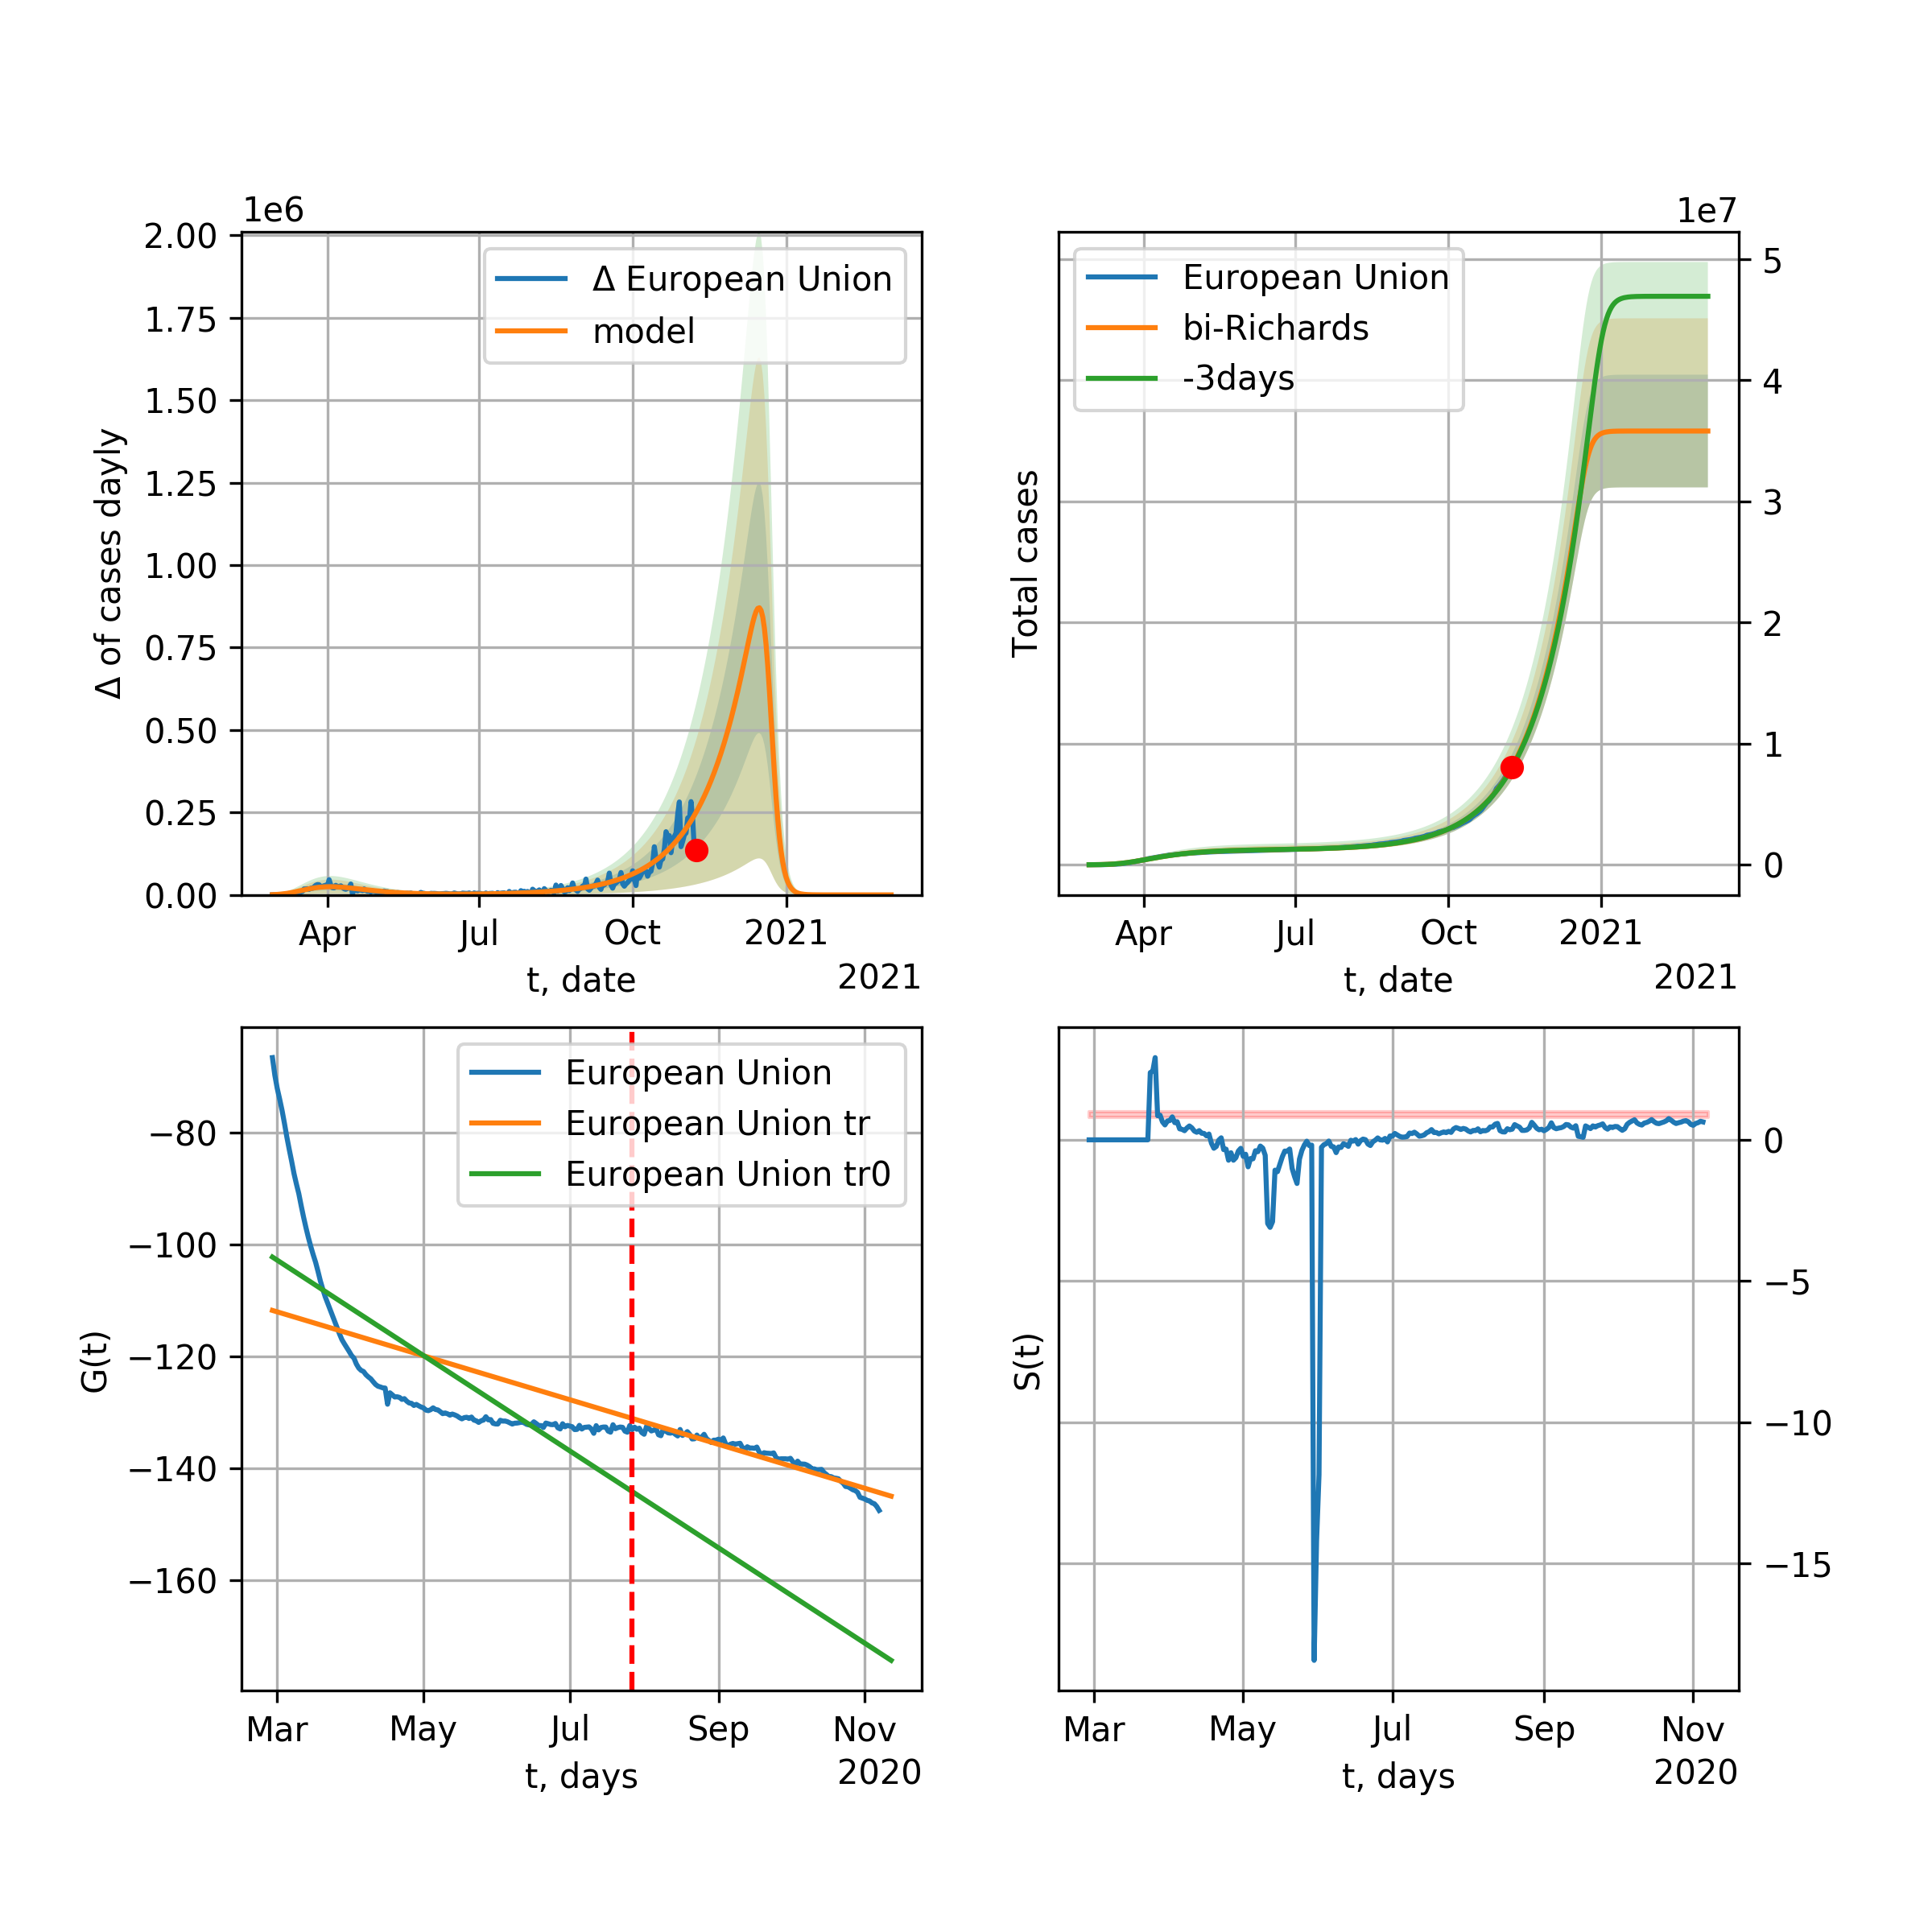 1e6
2.00
1.75
1.50
1.25
1.00
0.75
0.50
0.25
0.00
Δ of cases dayly
Δ European Union
model
Apr Jul Oct 2021
t, date
2021
1e7
5
4
3
2
1
0
Total cases
European Union
bi-Richards
-3days
Apr Jul Oct 2021
t, date
2021
−80
−100
−120
−140
−160
G(t)
European Union
European Union tr
European Union tr0
Mar May Jul Sep Nov
t, days
2020
0
−5
−10
−15
S(t)
Mar May Jul Sep Nov
t, days
2020